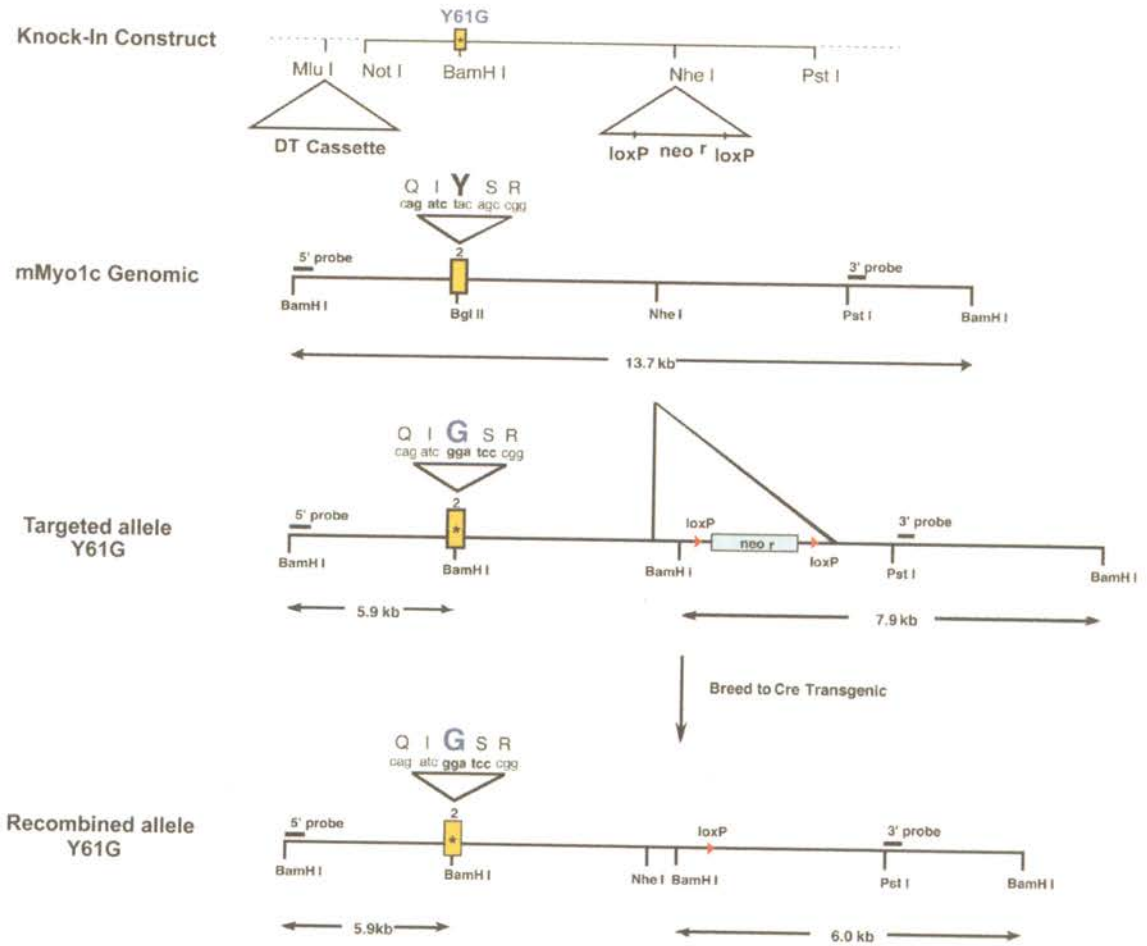 Y61G
Knock-In Construct
Mlu I Not I BamH I Nhe I Pst I
DT Cassette
loxP neo r loxP
Q I Y S R
cag atc tac agc cgg
mMyo1c Genomic
5' probe 2 3' probe
BamH I Bgl II Nhe I Pst I BamH I
13.7 kb
Q I G S R
cag atc gga tcc cgg
Targeted allele
Y61G
5' probe 2 * loxP neo r loxP 3' probe
BamH I BamH I BamH I Pst I BamH I
5.9 kb 7.9 kb
Breed to Cre Transgenic
Q I G S R
cag atc gga tcc cgg
Recombined allele
Y61G
5' probe 2 * loxP 3' probe
BamH I BamH I Nhe I BamH I Pst I BamH I
5.9kb 6.0 kb